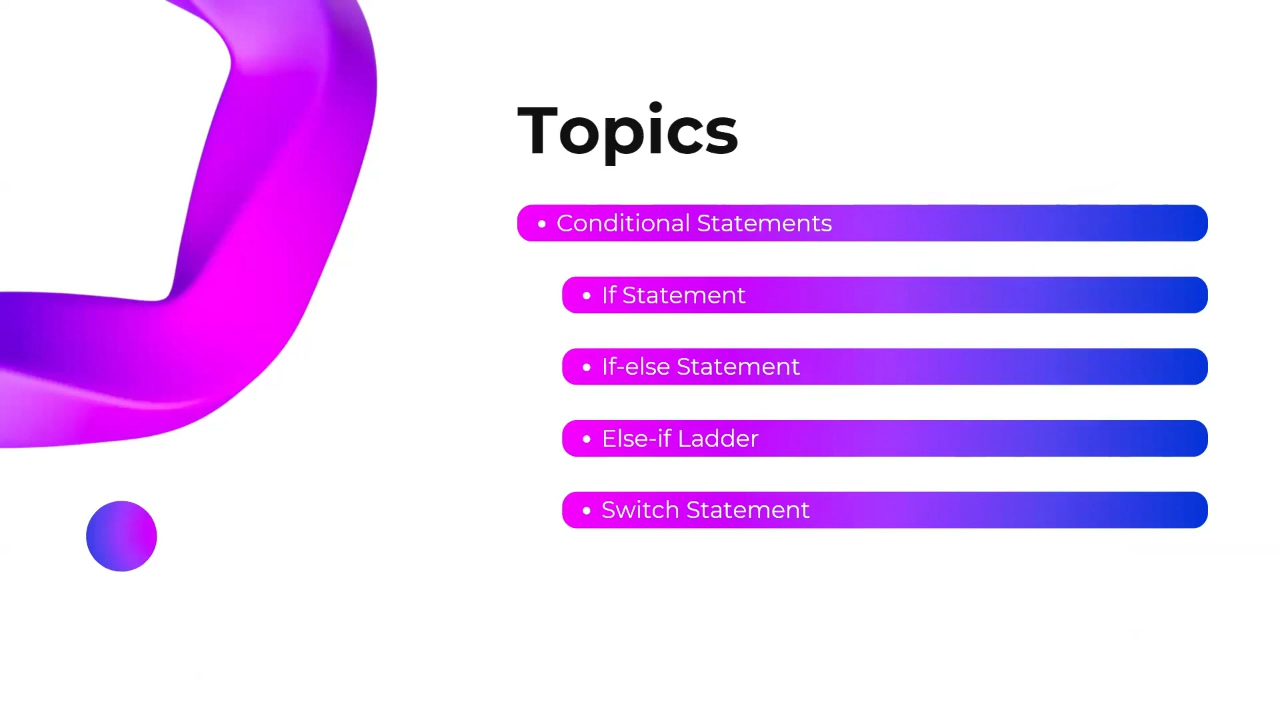 Topics
• Conditional Statements
• If Statement
• If-else Statement
• Else-if Ladder
• Switch Statement